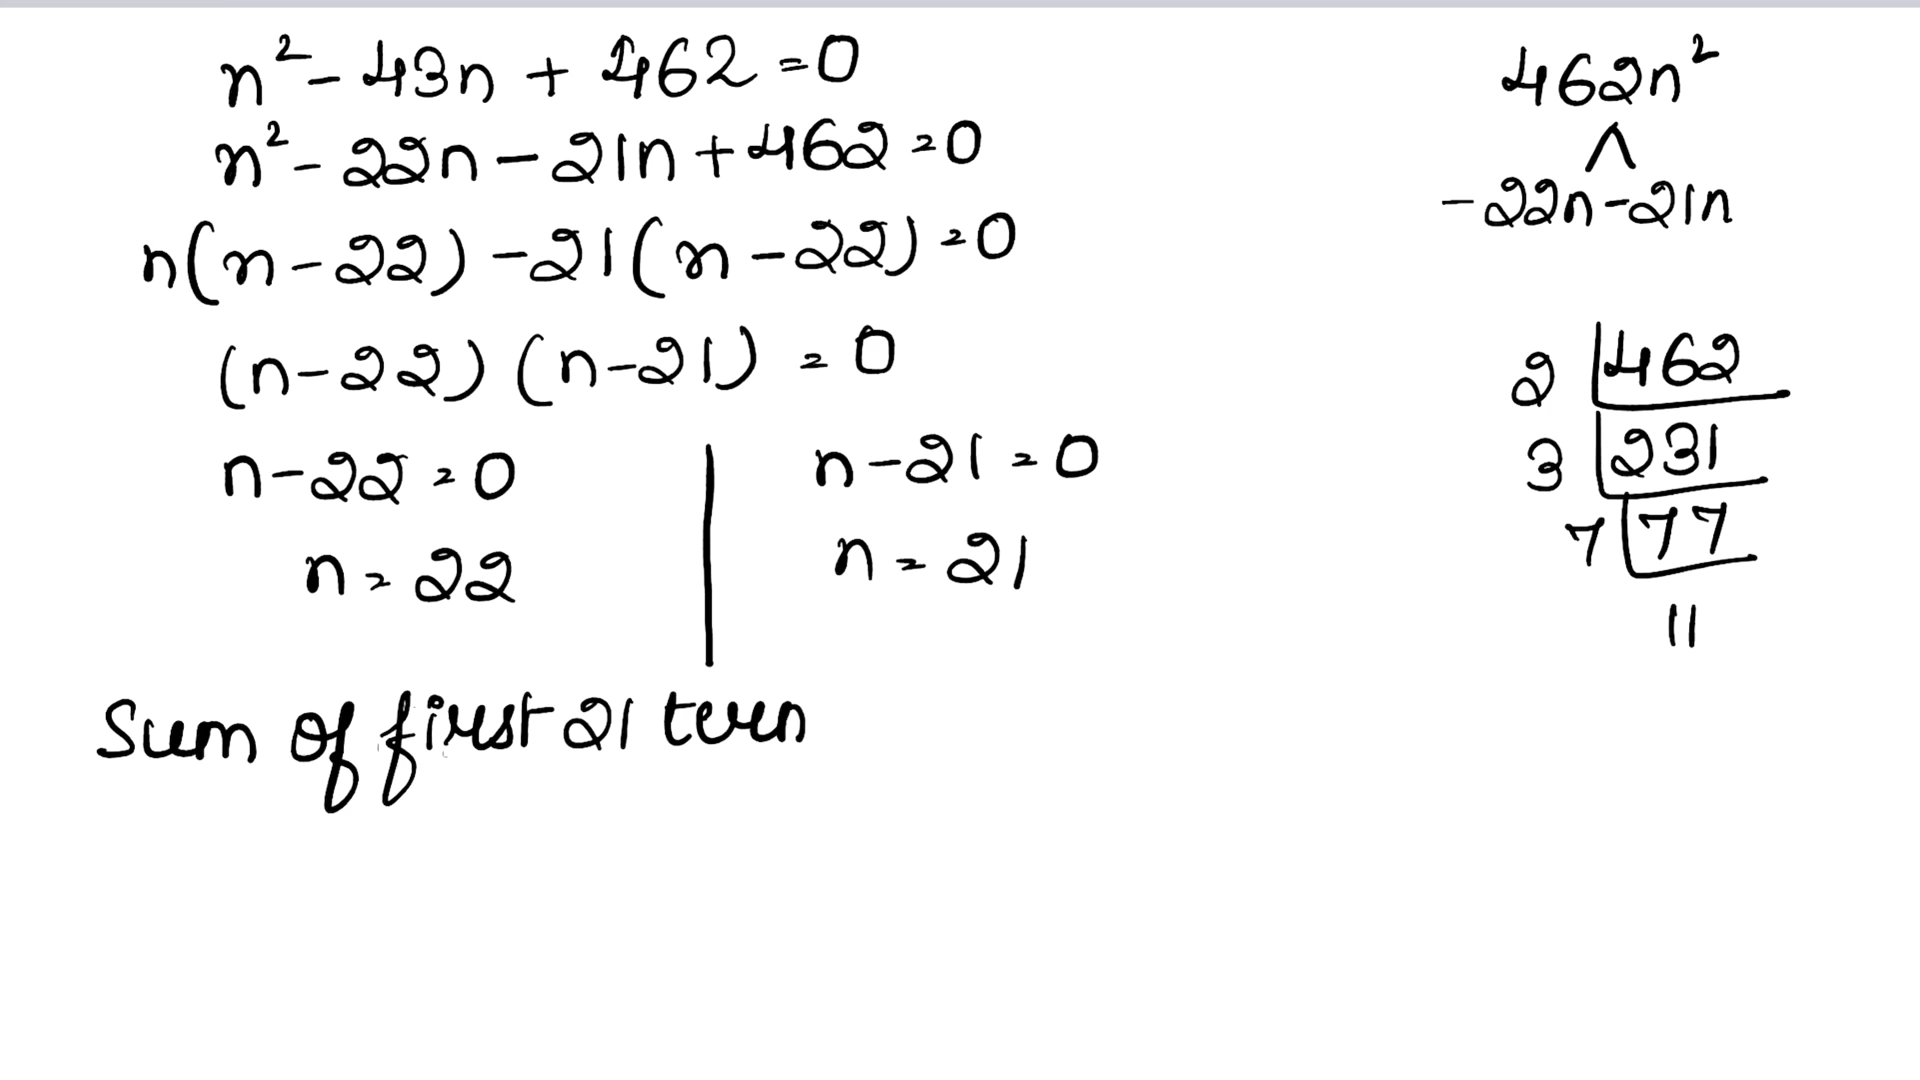 n² - 43n + 462 = 0
n² - 22n - 21n + 462 = 0
n(n - 22) - 21(n - 22) = 0
(n - 22) (n - 21) = 0
n - 22 = 0
n = 22
n - 21 = 0
n = 21
Sum of first 21 term
462n²
∧
-22n -21n
2 | 462
3 | 231
7 | 77
11